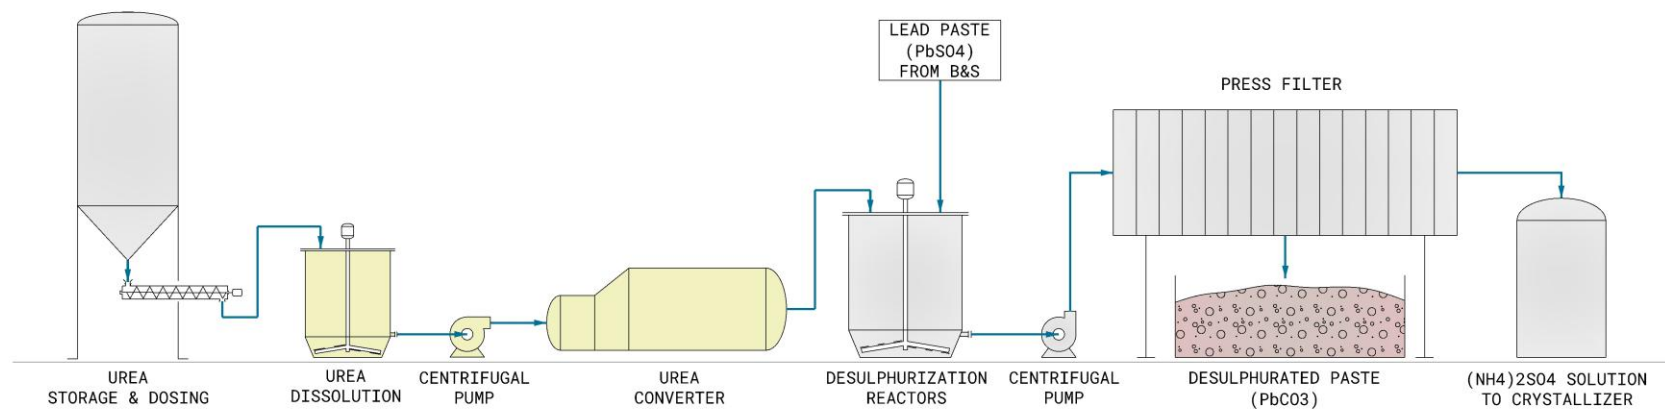 LEAD PASTE
(PbSO4)
FROM B&S
PRESS FILTER
UREA
STORAGE & DOSING
UREA
DISSOLUTION
CENTRIFUGAL
PUMP
UREA
CONVERTER
DESULPHURIZATION
REACTORS
CENTRIFUGAL
PUMP
DESULPHURATED PASTE
(PbCO3)
(NH4)2SO4 SOLUTION
TO CRYSTALLIZER